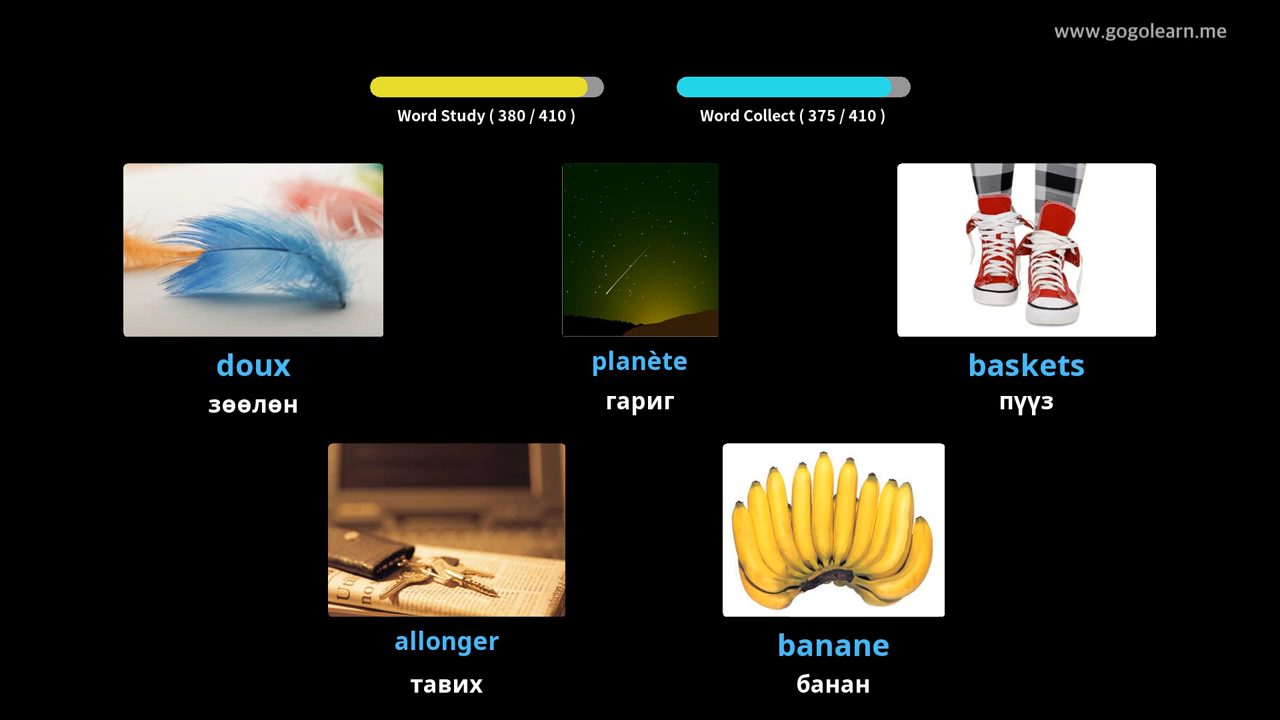 www.gogolearn.me
Word Study ( 380 / 410 )
Word Collect ( 375 / 410 )
doux
planète
baskets
зөөлөн
гариг
пүүз
allonger
banane
тавих
банан